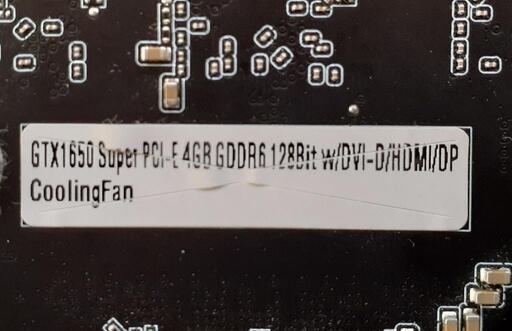 GTX1650 Super PCI-E 4GB GDDR6 128Bit w/DVI-D/HDMI/DP
CoolingFan